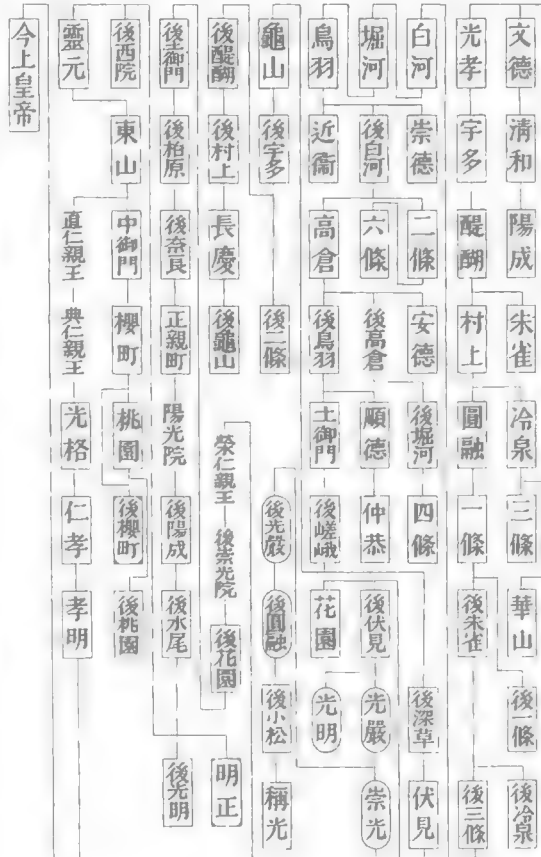 文德 清和 陽成 朱雀 冷泉 三條 華山 後一條 後冷泉
光孝 宇多 醍醐 村上 圓融 一條 後朱雀 後三條
白河 崇德 二條 安德 後堀河 四條 後深草 伏見
堀河 後白河 六條 後高倉 順德 仲恭 後伏見 光嚴 崇光
鳥羽 近衞 高倉 後鳥羽 土御門 後嵯峨 花園 光明
龜山 後宇多 後二條 後光嚴 後圓融 後小松 稱光
後醍醐 後村上 長慶 後龜山 榮仁親王 後崇光院 後花園 明正
後土御門 後柏原 後奈良 正親町 陽光院 後陽成 後水尾 後光明
後西院 東山 中御門 櫻町 桃園 後櫻町 後桃園
靈元 直仁親王 典仁親王 光格 仁孝 孝明
今上皇帝